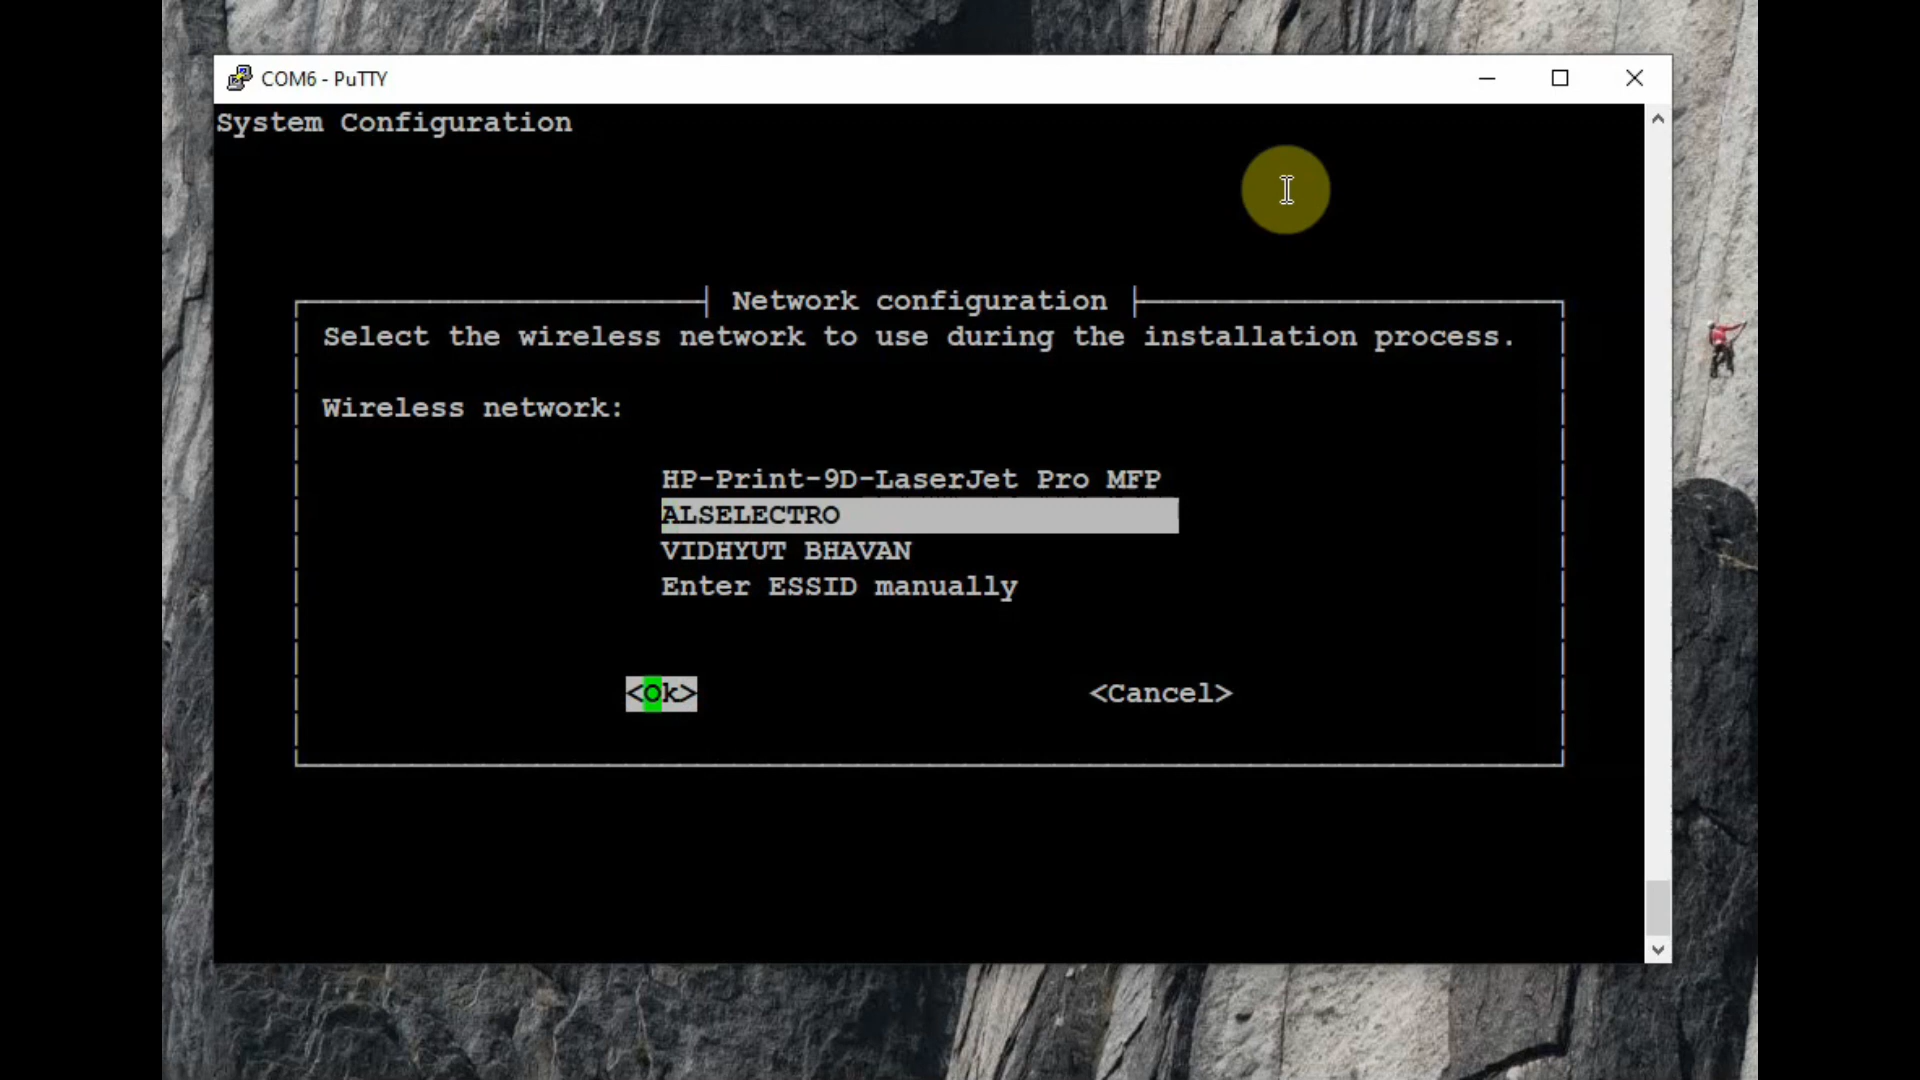 COM6 - PuTTY
System Configuration
Network configuration
Select the wireless network to use during the installation process.
Wireless network:
HP-Print-9D-LaserJet Pro MFP
ALSELECTRO
VIDHYUT BHAVAN
Enter ESSID manually
<Ok> <Cancel>